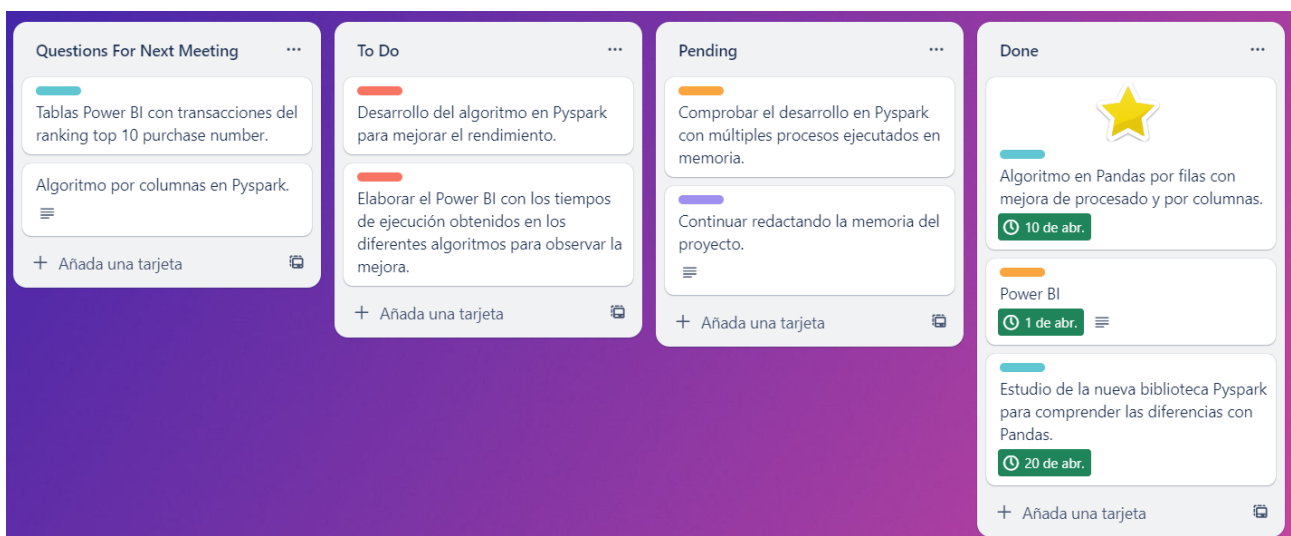 Questions For Next Meeting
Tablas Power BI con transacciones del
ranking top 10 purchase number.
Algoritmo por columnas en Pyspark.
+ Añada una tarjeta
To Do
Desarrollo del algoritmo en Pyspark
para mejorar el rendimiento.
Elaborar el Power BI con los tiempos
de ejecución obtenidos en los
diferentes algoritmos para observar la
mejora.
+ Añada una tarjeta
Pending
Comprobar el desarrollo en Pyspark
con múltiples procesos ejecutados en
memoria.
Continuar redactando la memoria del
proyecto.
+ Añada una tarjeta
Done
Algoritmo en Pandas por filas con
mejora de procesado y por columnas.
10 de abr.
Power BI
1 de abr.
Estudio de la nueva biblioteca Pyspark
para comprender las diferencias con
Pandas.
20 de abr.
+ Añada una tarjeta